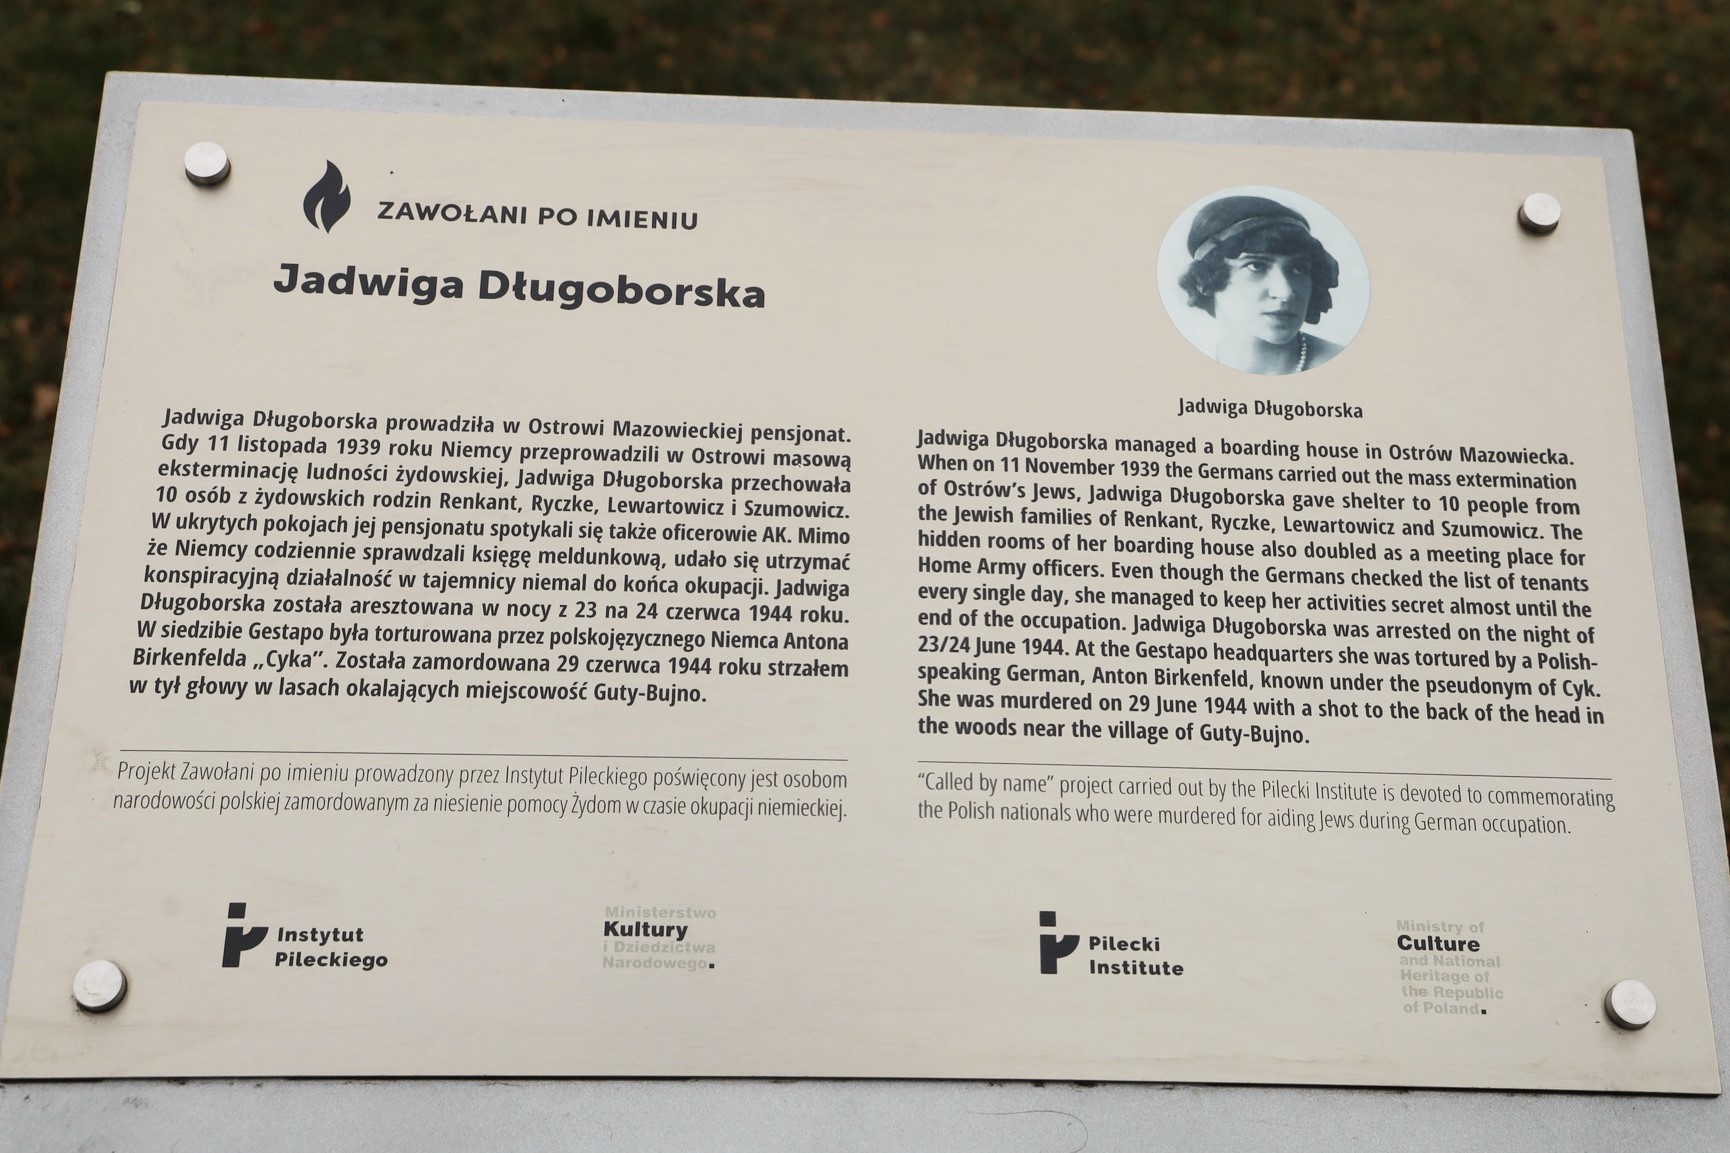 ZAWOŁANI PO IMIENIU
Jadwiga Długoborska
Jadwiga Długoborska prowadziła w Ostrowi Mazowieckiej pensjonat.
Gdy 11 listopada 1939 roku Niemcy przeprowadzili w Ostrowi masową
eksterminację ludności żydowskiej, Jadwiga Długoborska przechowała
10 osób z żydowskich rodzin Renkant, Ryczke, Lewartowicz i Szumowicz.
W ukrytych pokojach jej pensjonatu spotykali się także oficerowie AK. Mimo
że Niemcy codziennie sprawdzali księgę meldunkową, udało się utrzymać
konspiracyjną działalność w tajemnicy niemal do końca okupacji. Jadwiga
Długoborska została aresztowana w nocy z 23 na 24 czerwca 1944 roku.
W siedzibie Gestapo była torturowana przez polskojęzycznego Niemca Antona
Birkenfelda „Cyka”. Została zamordowana 29 czerwca 1944 roku strzałem
w tył głowy w lasach okalających miejscowość Guty-Bujno.
Projekt Zawołani po imieniu prowadzony przez Instytut Pileckiego poświęcony jest osobom
narodowości polskiej zamordowanym za niesienie pomocy Żydom w czasie okupacji niemieckiej.
Instytut
Pileckiego
Ministerstwo
Kultury
i Dziedzictwa
Narodowego.
Jadwiga Długoborska
Jadwiga Długoborska managed a boarding house in Ostrów Mazowiecka.
When on 11 November 1939 the Germans carried out the mass extermination
of Ostrów’s Jews, Jadwiga Długoborska gave shelter to 10 people from
the Jewish families of Renkant, Ryczke, Lewartowicz and Szumowicz. The
hidden rooms of her boarding house also doubled as a meeting place for
Home Army officers. Even though the Germans checked the list of tenants
every single day, she managed to keep her activities secret almost until the
end of the occupation. Jadwiga Długoborska was arrested on the night of
23/24 June 1944. At the Gestapo headquarters she was tortured by a Polish-
speaking German, Anton Birkenfeld, known under the pseudonym of Cyk.
She was murdered on 29 June 1944 with a shot to the back of the head in
the woods near the village of Guty-Bujno.
“Called by name” project carried out by the Pilecki Institute is devoted to commemorating
the Polish nationals who were murdered for aiding Jews during German occupation.
Pilecki
Institute
Ministry of
Culture
and National
Heritage of
the Republic
of Poland.